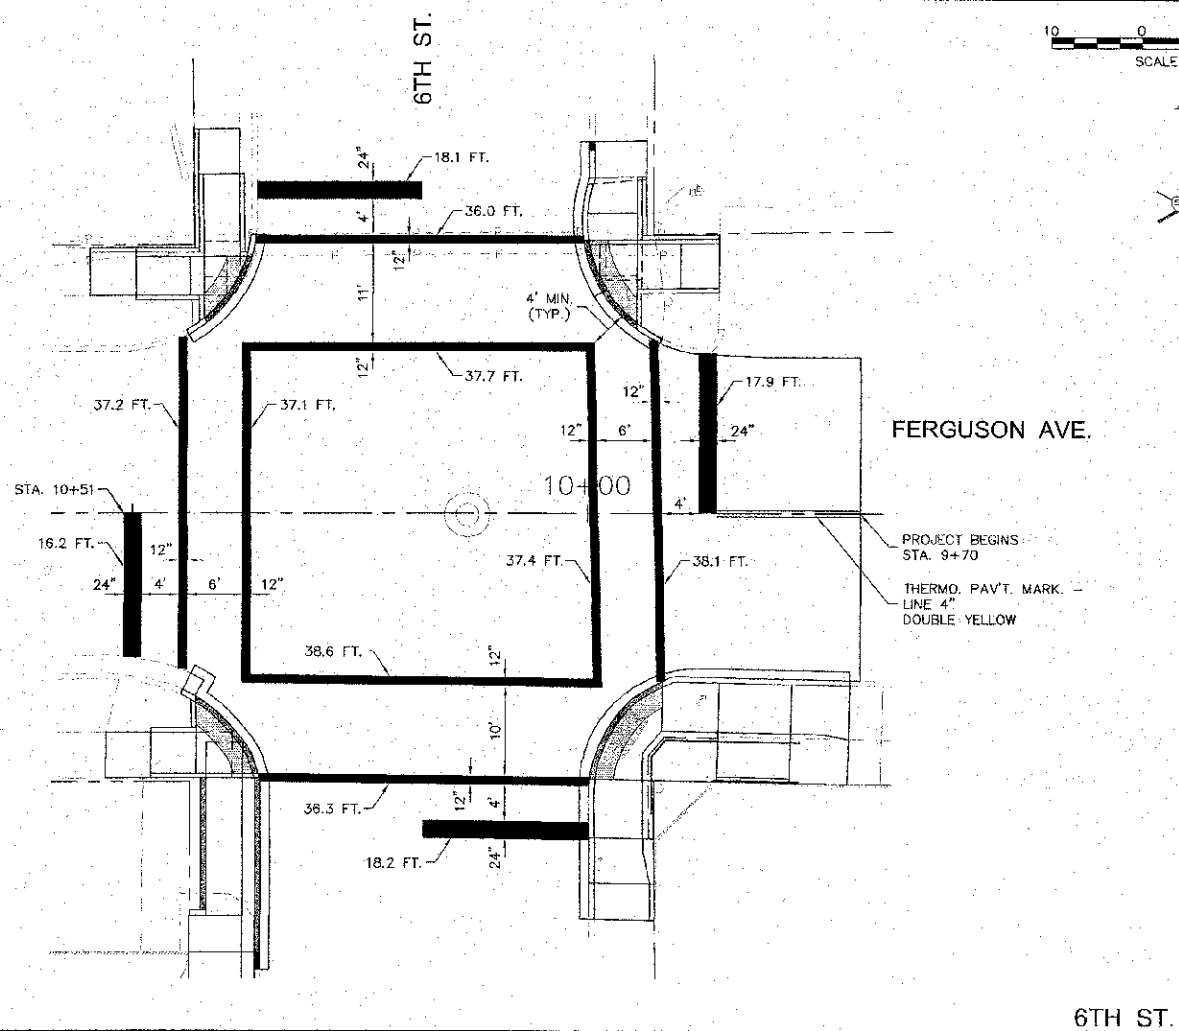 6TH ST.
10 0
SCALE
24"
18.1 FT.
4'
36.0 FT.
12"
11'
4' MIN.
(TYP.)
12"
37.7 FT.
37.2 FT.
37.1 FT.
12"
17.9 FT.
12" 6' 24"
FERGUSON AVE.
STA. 10+51
10+00
4'
16.2 FT.
12"
37.4 FT.
38.1 FT.
PROJECT BEGINS
STA. 9+70
24" 4' 6' 12"
THERMO. PAV'T. MARK. -
LINE 4"
DOUBLE YELLOW
38.6 FT.
12"
10'
36.3 FT.
12"
4'
18.2 FT.
24"
6TH ST.